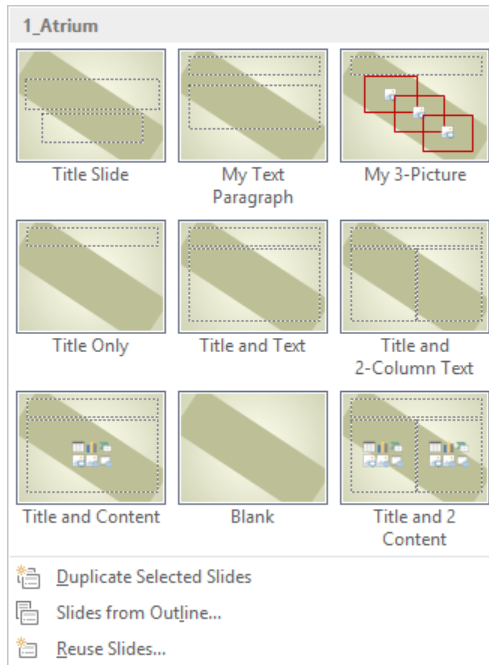 1_Atrium
Title Slide
My Text
Paragraph
My 3-Picture
Title Only
Title and Text
Title and
2-Column Text
Title and Content
Blank
Title and 2
Content
Duplicate Selected Slides
Slides from Outline...
Reuse Slides...